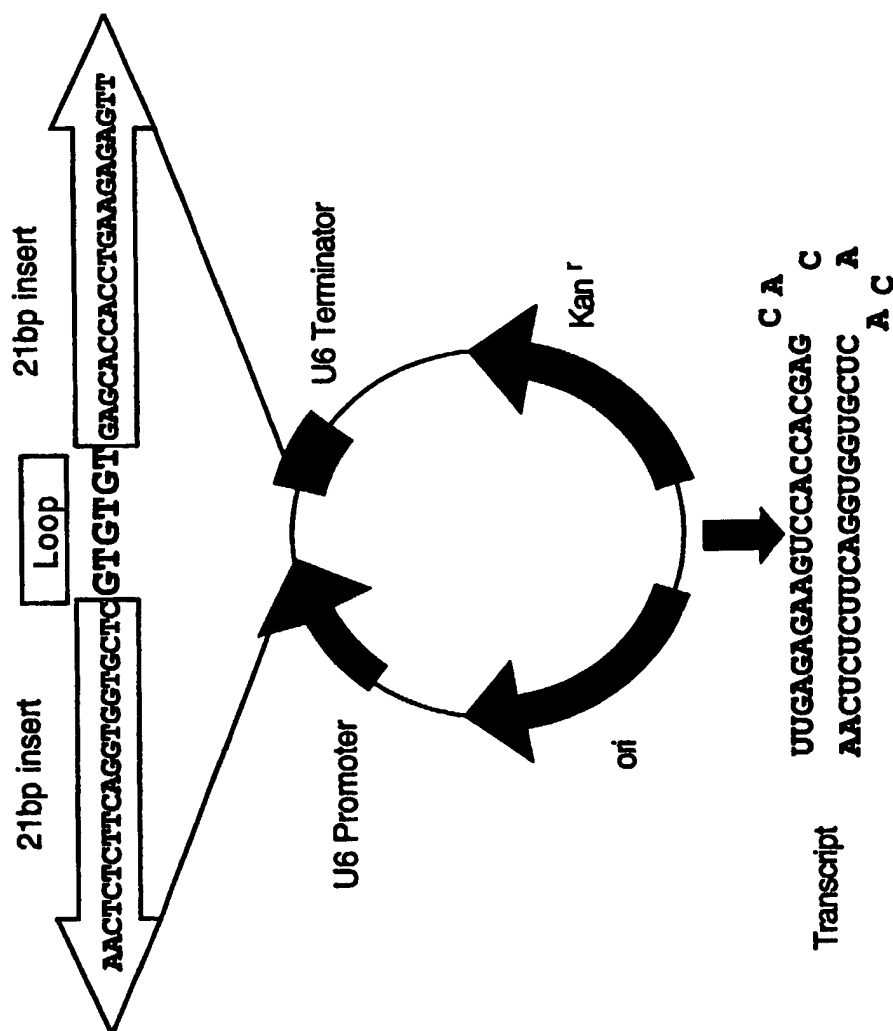 21bp insert
Loop
21bp insert
AACTCTCTTCAGGTGGTGCTC GTGTGT GAGCACCACCTGAAGAGAGTT
U6 Promoter
U6 Terminator
ori
Kan r
Transcript
UUGAGAGAAGUCCACCACGAG C A C
AACUCUCUUCAGGUGGUGCUC A C A